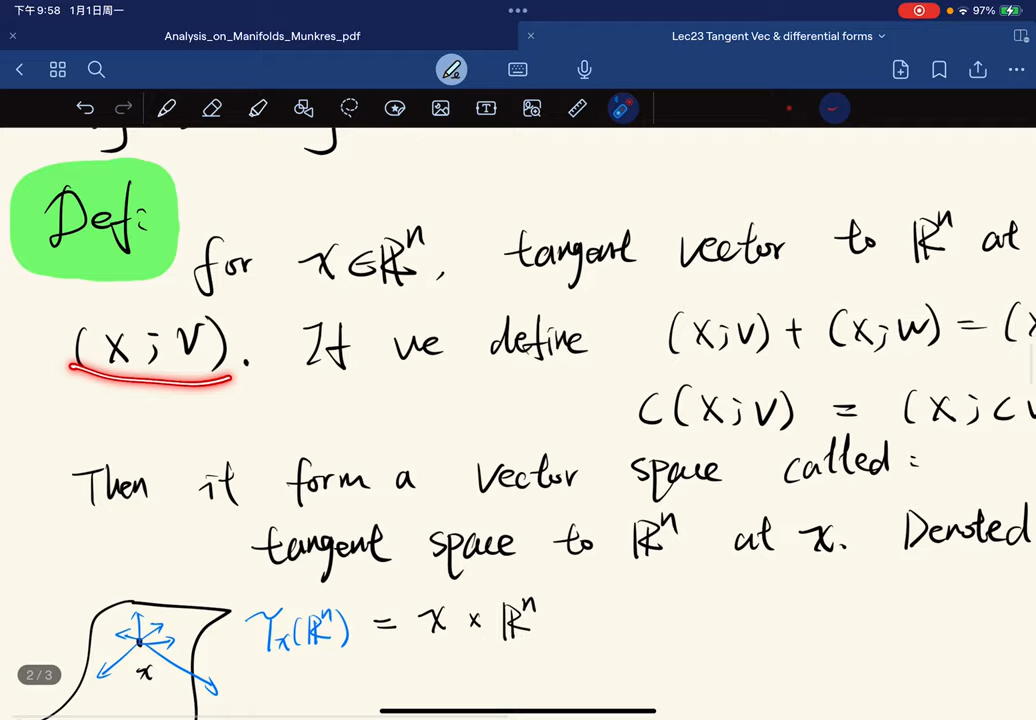 下午9:58 1月1日周一
97%
Analysis_on_Manifolds_Munkres_pdf
Lec23 Tangent Vec & differential forms
Def:
for x∈ℝⁿ, tangent vector to ℝⁿ at
(x;v). If we define (x;v) + (x;w) = (x
c(x;v) = (x;cv
Then it form a vector space called:
tangent space to ℝⁿ at x. Denoted
𝒯ₓ(ℝⁿ) = x × ℝⁿ
x
2/3